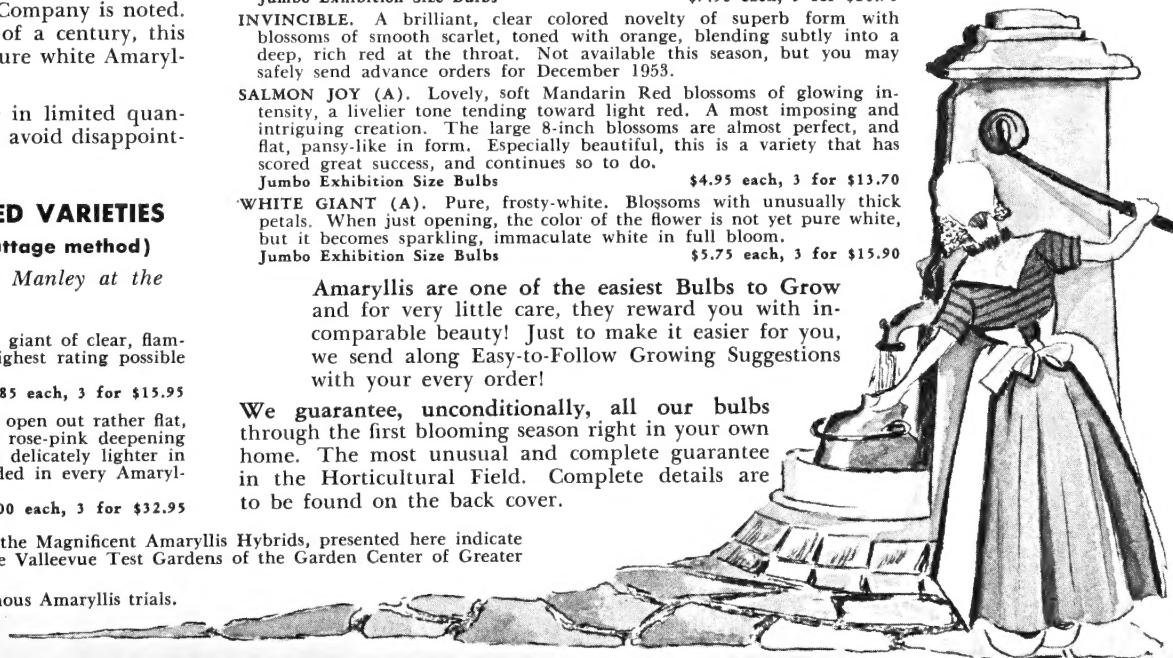 Company is noted.
of a century, this
ure white Amaryl-
in limited quan-
avoid disappoint-
ED VARIETIES
ttage method)
Manley at the
giant of clear, flam-
ighest rating possible
85 each, 3 for $15.95
open out rather flat,
rose-pink deepening
delicately lighter in
ded in every Amaryl-
00 each, 3 for $32.95
the Magnificent Amaryllis Hybrids, presented here indicate
e Valleevue Test Gardens of the Garden Center of Greater
nous Amaryllis trials.
Jumbo Exhibition Size Bulbs
INVINCIBLE. A brilliant, clear colored novelty of superb form with
blossoms of smooth scarlet, toned with orange, blending subtly into a
deep, rich red at the throat. Not available this season, but you may
safely send advance orders for December 1953.
SALMON JOY (A). Lovely, soft Mandarin Red blossoms of glowing in-
tensity, a livelier tone tending toward light red. A most imposing and
intriguing creation. The large 8-inch blossoms are almost perfect, and
flat, pansy-like in form. Especially beautiful, this is a variety that has
scored great success, and continues so to do.
Jumbo Exhibition Size Bulbs $4.95 each, 3 for $13.70
WHITE GIANT (A). Pure, frosty-white. Blossoms with unusually thick
petals. When just opening, the color of the flower is not yet pure white,
but it becomes sparkling, immaculate white in full bloom.
Jumbo Exhibition Size Bulbs $5.75 each, 3 for $15.90
Amaryllis are one of the easiest Bulbs to Grow
and for very little care, they reward you with in-
comparable beauty! Just to make it easier for you,
we send along Easy-to-Follow Growing Suggestions
with your every order!
We guarantee, unconditionally, all our bulbs
through the first blooming season right in your own
home. The most unusual and complete guarantee
in the Horticultural Field. Complete details are
to be found on the back cover.